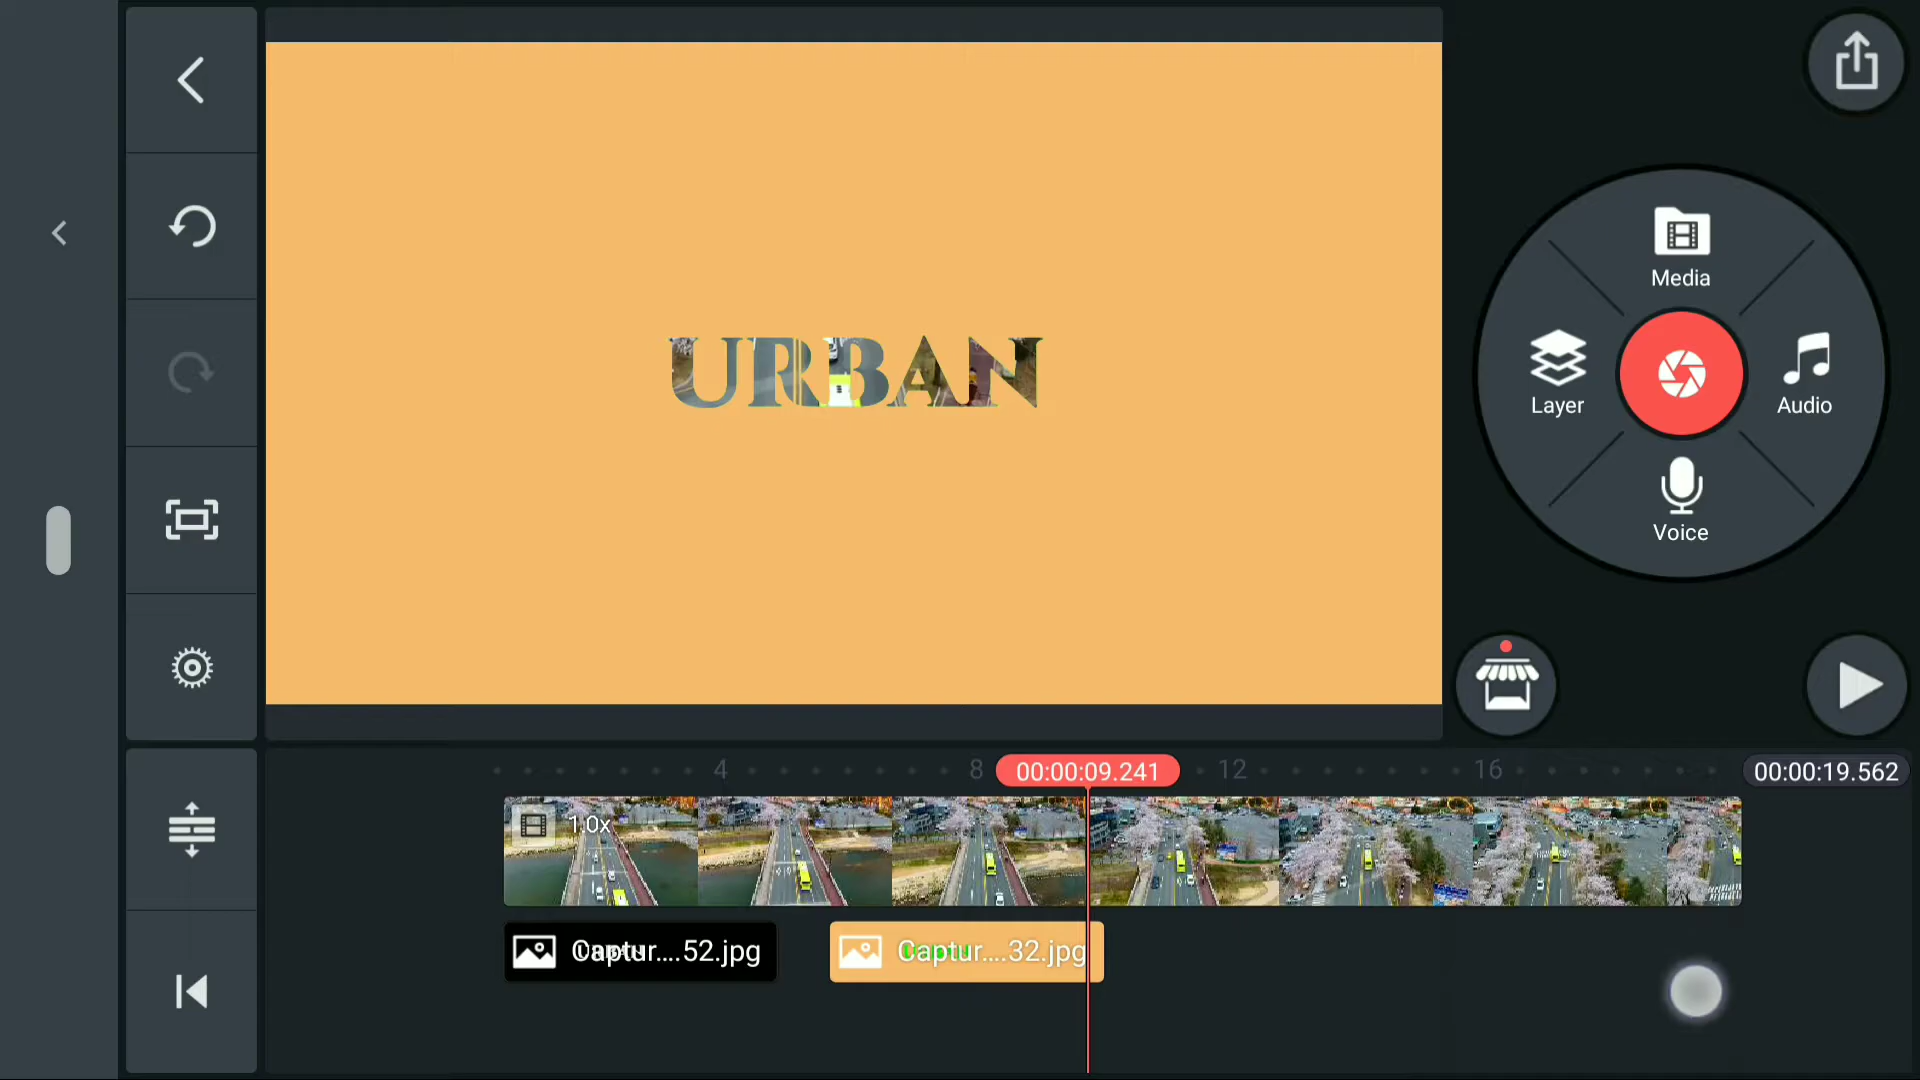 URBAN
Media
Layer
Audio
Voice
4
8
00:00:09.241
12
16
00:00:19.562
1.0x
Captur....52.jpg
Captur....32.jpg